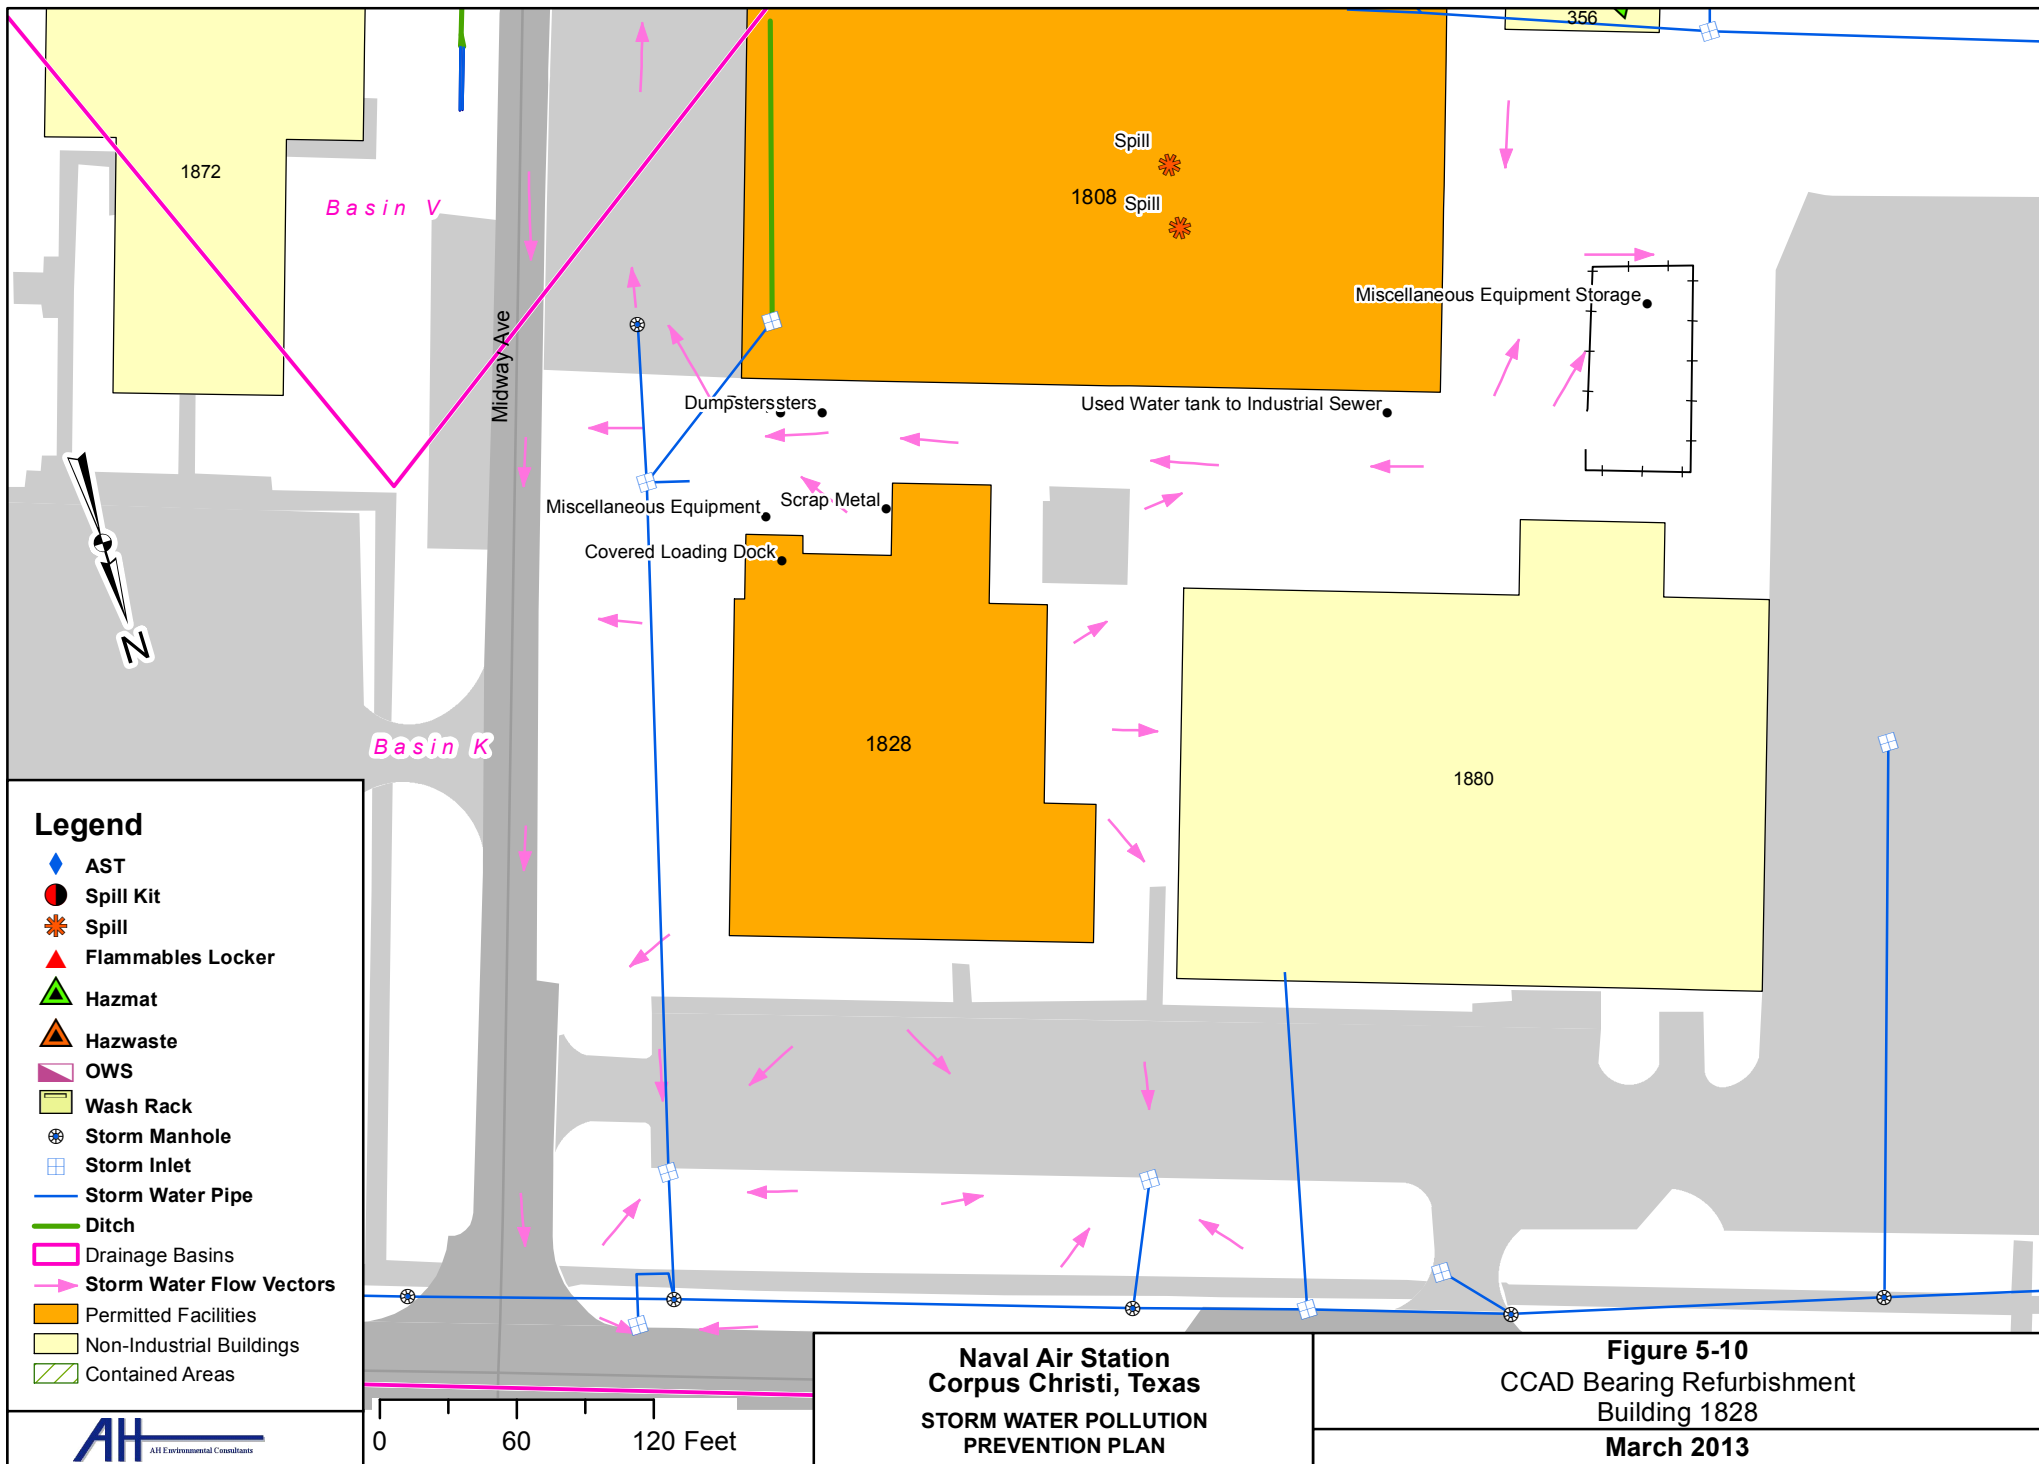 356
1872
Basin V
Spill
1808
Spill
Midway Ave
Miscellaneous Equipment Storage
Dumpsterssters
Used Water tank to Industrial Sewer
Miscellaneous Equipment
Scrap Metal
Covered Loading Dock
N
Basin K
1828
1880
Legend
AST
Spill Kit
Spill
Flammables Locker
Hazmat
Hazwaste
OWS
Wash Rack
Storm Manhole
Storm Inlet
Storm Water Pipe
Ditch
Drainage Basins
Storm Water Flow Vectors
Permitted Facilities
Non-Industrial Buildings
Contained Areas
AH AH Environmental Consultants
0 60 120 Feet
Naval Air Station
Corpus Christi, Texas
STORM WATER POLLUTION
PREVENTION PLAN
Figure 5-10
CCAD Bearing Refurbishment
Building 1828
March 2013